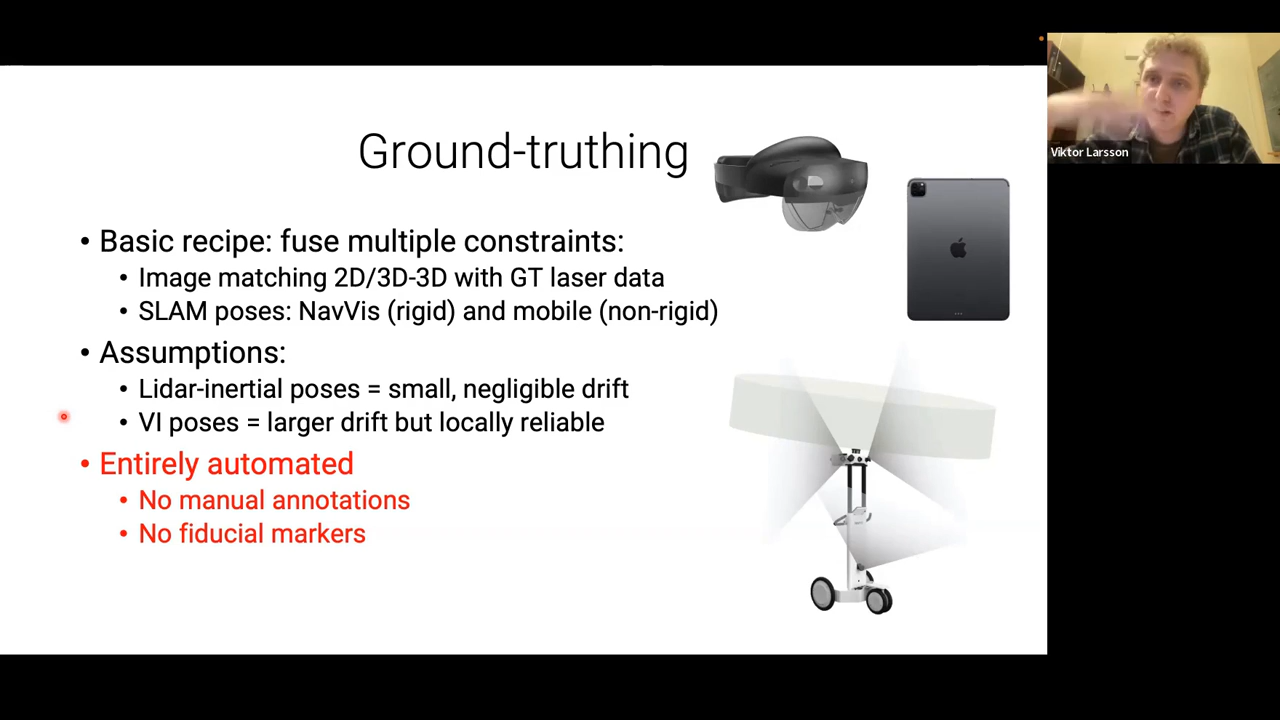 Ground-truthing
• Basic recipe: fuse multiple constraints:
• Image matching 2D/3D-3D with GT laser data
• SLAM poses: NavVis (rigid) and mobile (non-rigid)
• Assumptions:
• Lidar-inertial poses = small, negligible drift
• VI poses = larger drift but locally reliable
• Entirely automated
• No manual annotations
• No fiducial markers
Viktor Larsson